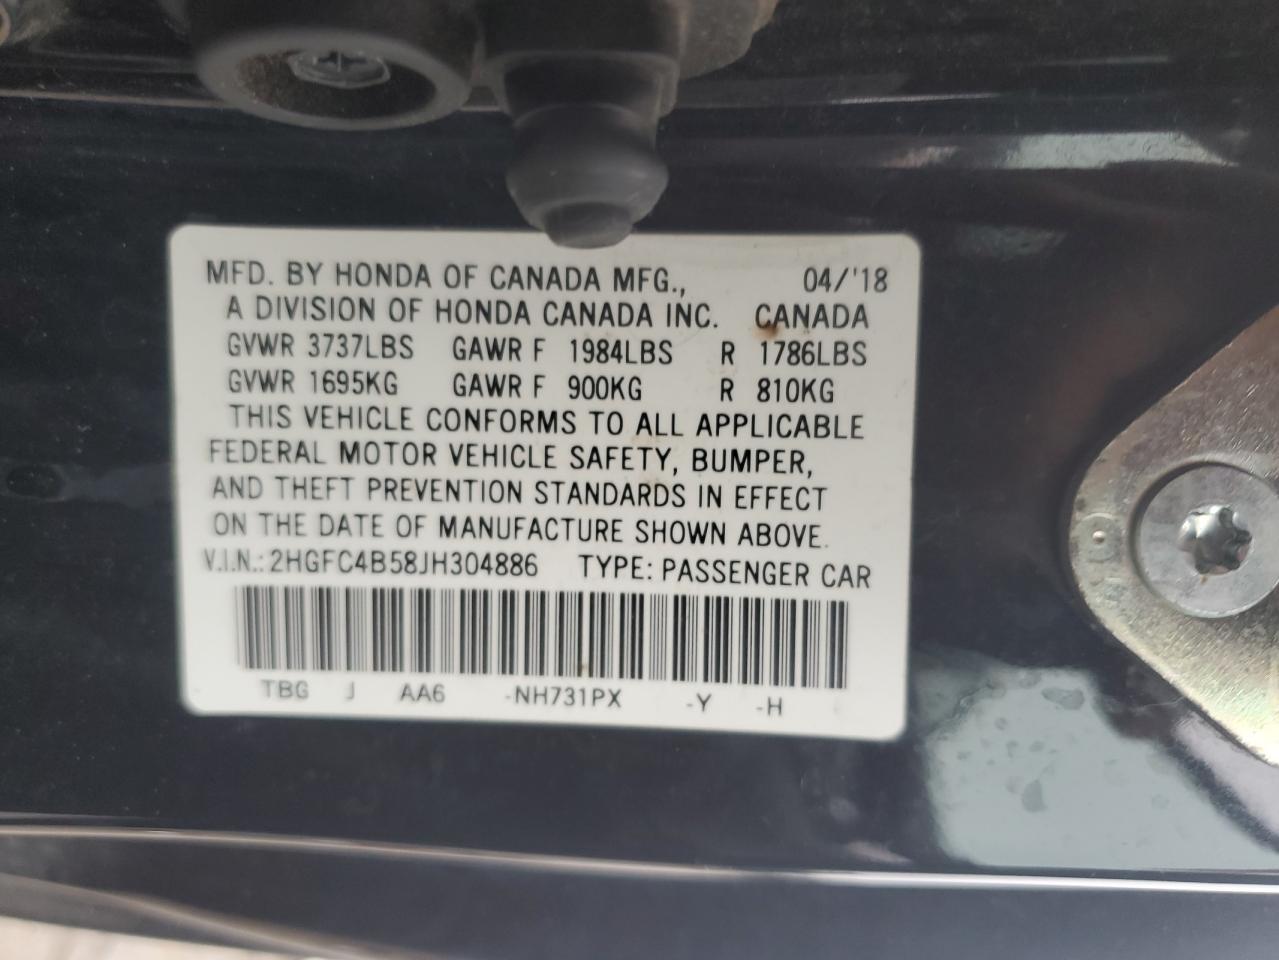 MFD. BY HONDA OF CANADA MFG., 04/'18
A DIVISION OF HONDA CANADA INC. CANADA
GVWR 3737LBS GAWR F 1984LBS R 1786LBS
GVWR 1695KG GAWR F 900KG R 810KG
THIS VEHICLE CONFORMS TO ALL APPLICABLE
FEDERAL MOTOR VEHICLE SAFETY, BUMPER,
AND THEFT PREVENTION STANDARDS IN EFFECT
ON THE DATE OF MANUFACTURE SHOWN ABOVE.
V.I.N.: 2HGFC4B58JH304886 TYPE: PASSENGER CAR
TBG J AA6 -NH731PX -Y -H